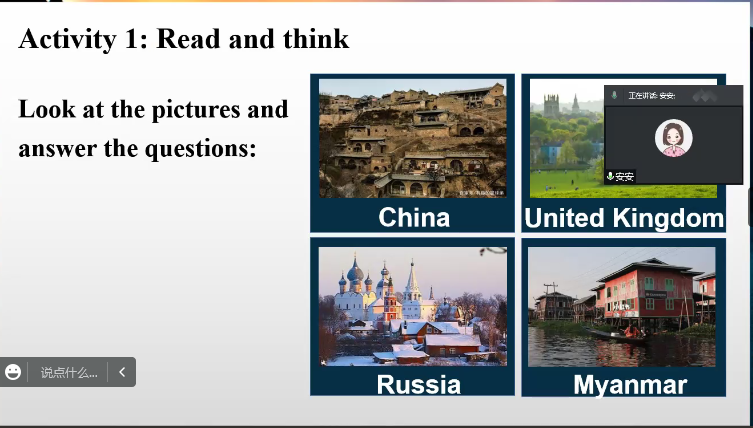 Activity 1: Read and think
Look at the pictures and
answer the questions:
正在讲话: 安安;
安安
China
United Kingdom
说点什么...
Russia
Myanmar